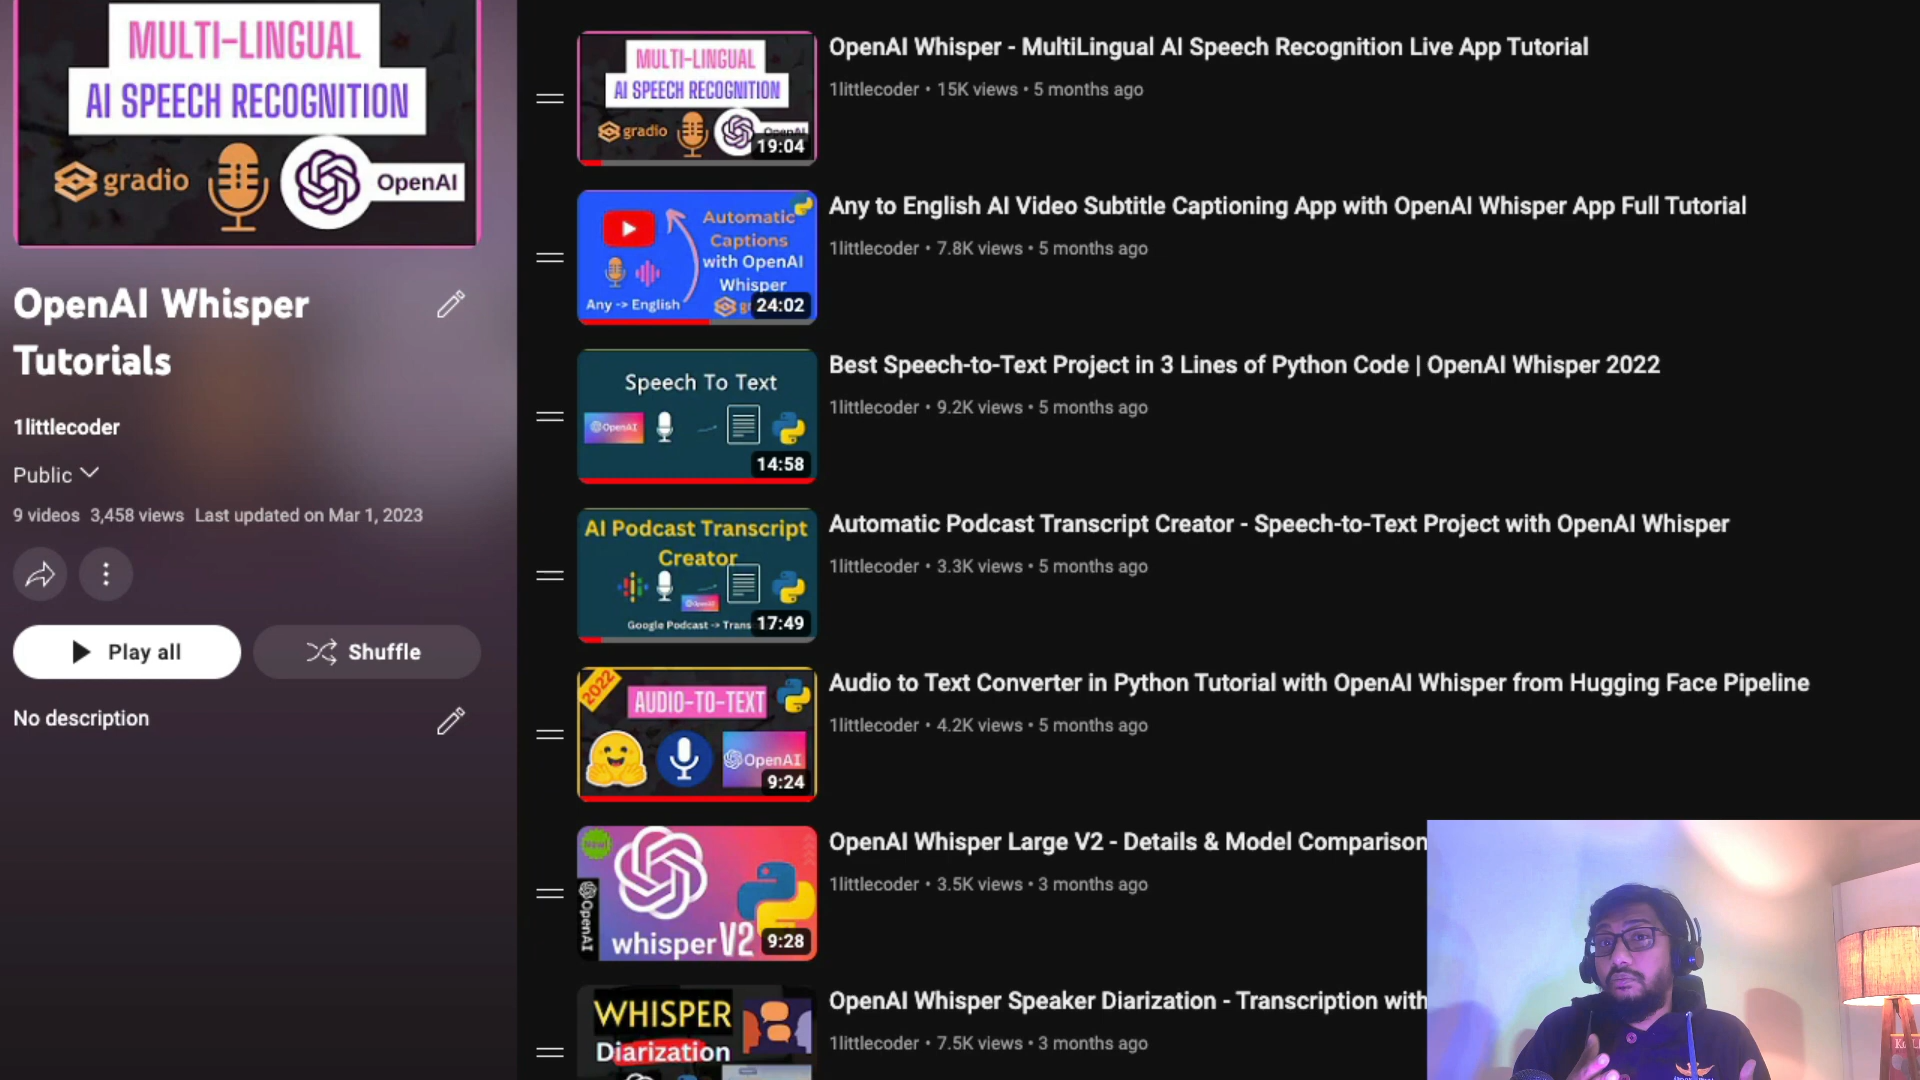 MULTI-LINGUAL
AI SPEECH RECOGNITION
gradio
OpenAI
OpenAI Whisper
Tutorials
1littlecoder
Public
9 videos 3,458 views Last updated on Mar 1, 2023
Play all
Shuffle
No description
MULTI-LINGUAL
AI SPEECH RECOGNITION
gradio
OpenAI
19:04
OpenAI Whisper - MultiLingual AI Speech Recognition Live App Tutorial
1littlecoder • 15K views • 5 months ago
Automatic
Captions
with OpenAI
Whisper
Any -> English
24:02
Any to English AI Video Subtitle Captioning App with OpenAI Whisper App Full Tutorial
1littlecoder • 7.8K views • 5 months ago
Speech To Text
OpenAI
14:58
Best Speech-to-Text Project in 3 Lines of Python Code | OpenAI Whisper 2022
1littlecoder • 9.2K views • 5 months ago
AI Podcast Transcript
Creator
OpenAI
Google Podcast -> Trans
17:49
Automatic Podcast Transcript Creator - Speech-to-Text Project with OpenAI Whisper
1littlecoder • 3.3K views • 5 months ago
2022
AUDIO-TO-TEXT
OpenAI
9:24
Audio to Text Converter in Python Tutorial with OpenAI Whisper from Hugging Face Pipeline
1littlecoder • 4.2K views • 5 months ago
New!
OpenAI
whisper V2
9:28
OpenAI Whisper Large V2 - Details & Model Comparison
1littlecoder • 3.5K views • 3 months ago
WHISPER
Diarization
OpenAI Whisper Speaker Diarization - Transcription with
1littlecoder • 7.5K views • 3 months ago